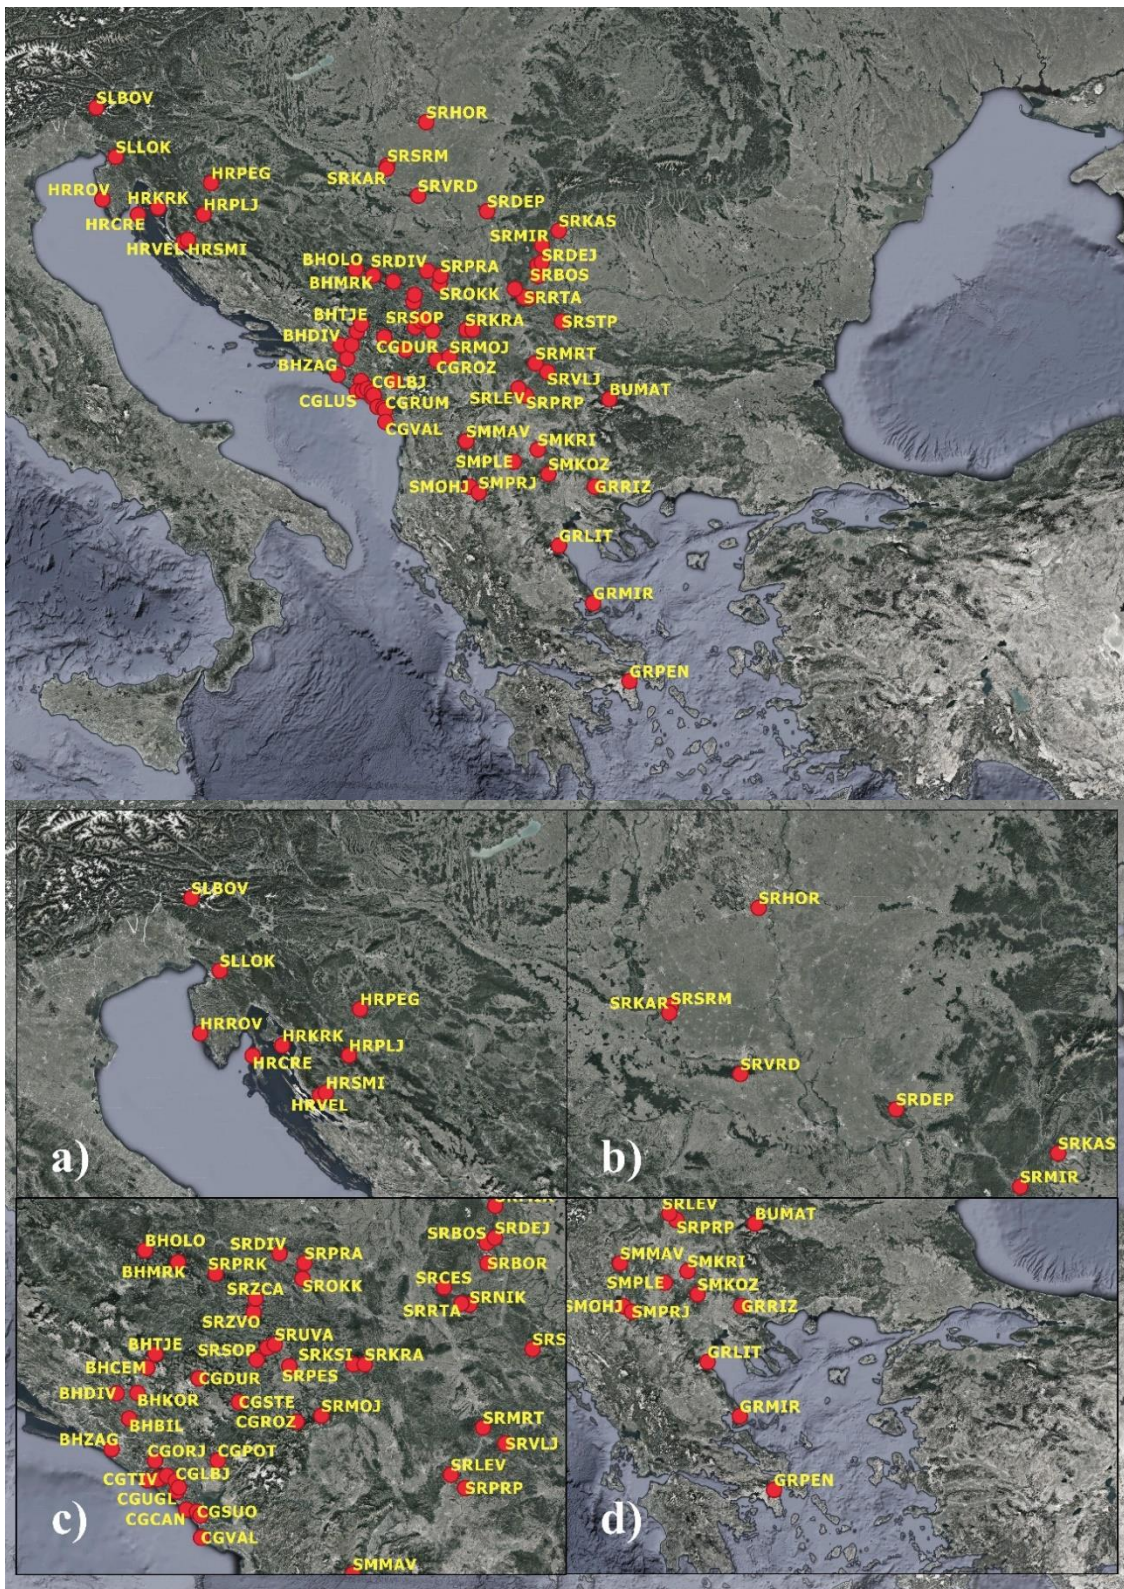 SLBOV
SRHOR
SLLOK
SRSRM
SRKAR
HRPEG
HRROV
HRKRK
SRVRD
HRCRE
HRPLJ
SRDEP
SRKAS
HRVEL
HRSMI
SRMIR
SRDEJ
BHOLO
SRDIV
SRPRA
SRBOS
BHMRK
SROKK
SRRTA
BHTJE
SRSOP
SRKRA
SRSTP
BHDIV
CGDUR
SRMOJ
BHZAG
CGROZ
SRMRT
SRVLJ
CGLBJ
CGLUS
CGRUM
SRLEV
SRPRP
BUMAT
CGVAL
SMMAV
SMKRI
SMPLE
SMKOZ
SMOHJ
SMPRJ
GRRIZ
GRLIT
GRMIR
GRPEN
SLBOV
SLLOK
HRPEG
HRROV
HRKRK
HRCRE
HRPLJ
HRSMI
HRVEL
a)
SRHOR
SRKAR
SRSRM
SRVRD
SRDEP
SRKAS
SRMIR
b)
BHOLO
SRDIV
SRPRA
SRBOS
SRDEJ
BHMRK
SRPRK
SROKK
SRBOR
SRZCA
SRCES
SRNIK
SRRTA
SRZVO
BHTJE
SRSOP
SRUVA
SRS
BHCEM
SRKSI
SRKRA
SRPES
BHDIV
BHKOR
CGDUR
CGSTE
BHBIL
CGROZ
SRMOJ
SRMRT
BHZAG
CGORJ
CGPOT
SRVLJ
CGTIV
CGLBJ
SRLEV
CGUGL
SRPRP
CGCAN
CGSUO
CGVAL
SMMAV
c)
SRLEV
SRPRP
BUMAT
SMMAV
SMKRI
SMPLE
SMKOZ
SMOHJ
SMPRJ
GRRIZ
GRLIT
GRMIR
GRPEN
d)